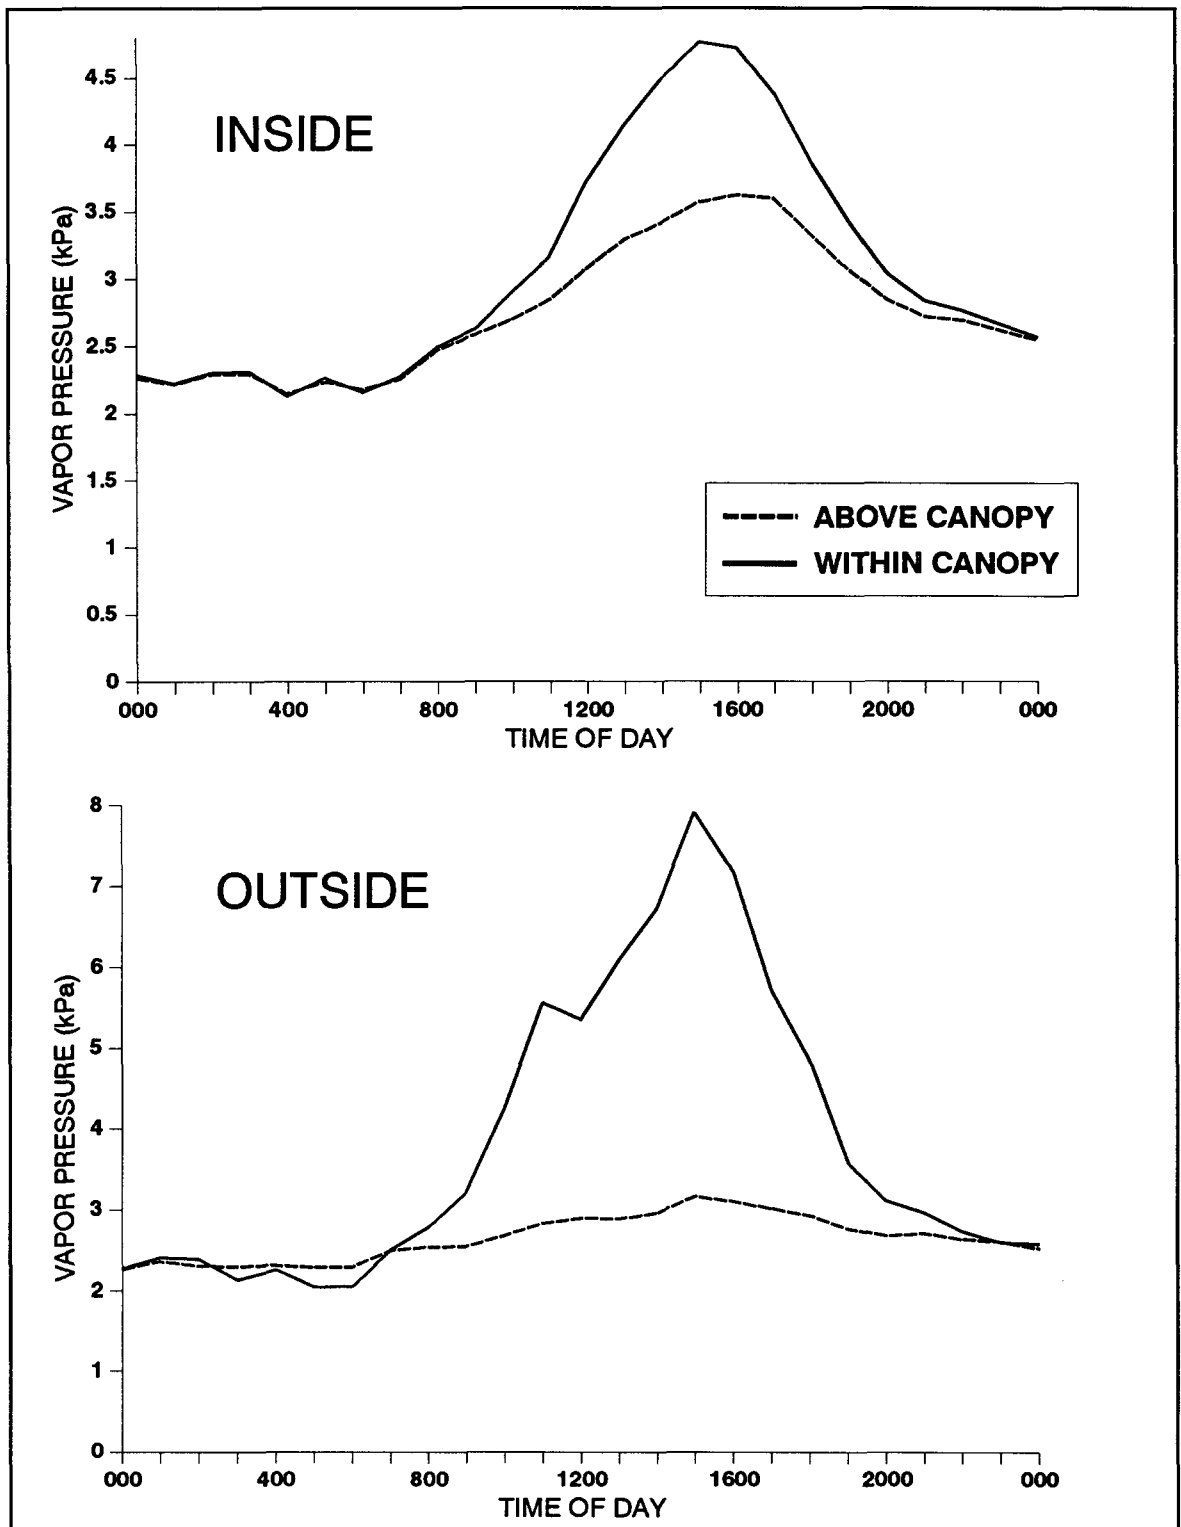 4.5
INSIDE
4
3.5
3
2.5
2
1.5
1
0.5
0
VAPOR PRESSURE (kPa)
ABOVE CANOPY
WITHIN CANOPY
000 400 800 1200 1600 2000 000
TIME OF DAY
8
7
OUTSIDE
6
5
4
3
2
1
0
VAPOR PRESSURE (kPa)
000 400 800 1200 1600 2000 000
TIME OF DAY